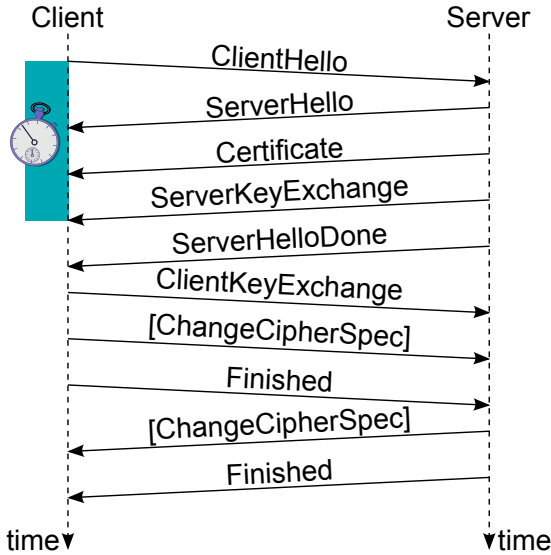 Client
Server
ClientHello
ServerHello
Certificate
ServerKeyExchange
ServerHelloDone
ClientKeyExchange
[ChangeCipherSpec]
Finished
[ChangeCipherSpec]
Finished
time
time